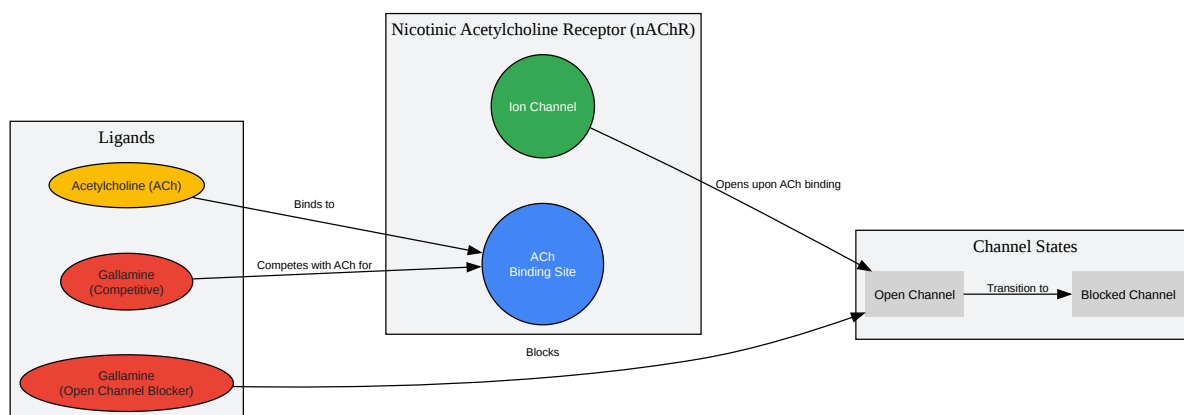 Nicotinic Acetylcholine Receptor (nAChR)
Ion Channel
ACh
Binding Site
Ligands
Acetylcholine (ACh)
Gallamine
(Competitive)
Gallamine
(Open Channel Blocker)
Binds to
Competes with ACh for
Blocks
Opens upon ACh binding
Channel States
Open Channel
Transition to
Blocked Channel